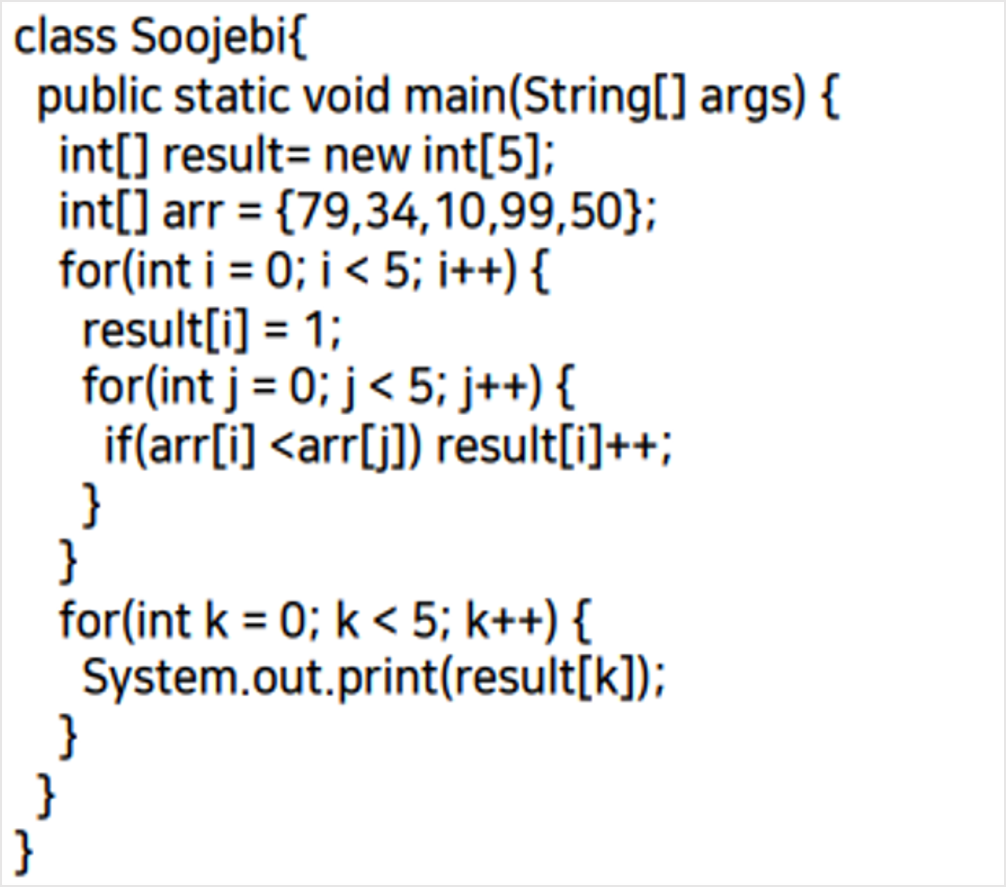 class Soojebi{
public static void main(String[] args) {
int[] result= new int[5];
int[] arr = {79,34,10,99,50};
for(int i = 0; i < 5; i++) {
result[i] = 1;
for(int j = 0; j < 5; j++) {
if(arr[i] <arr[j]) result[i]++;
}
}
for(int k = 0; k < 5; k++) {
System.out.print(result[k]);
}
}
}